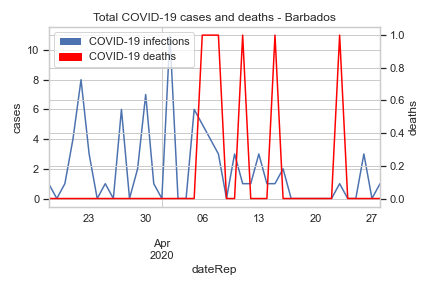 Total COVID-19 cases and deaths - Barbados
COVID-19 infections
COVID-19 deaths
cases
10
8
6
4
2
0
deaths
1.0
0.8
0.6
0.4
0.2
0.0
23 30 06 13 20 27
Apr
2020
dateRep